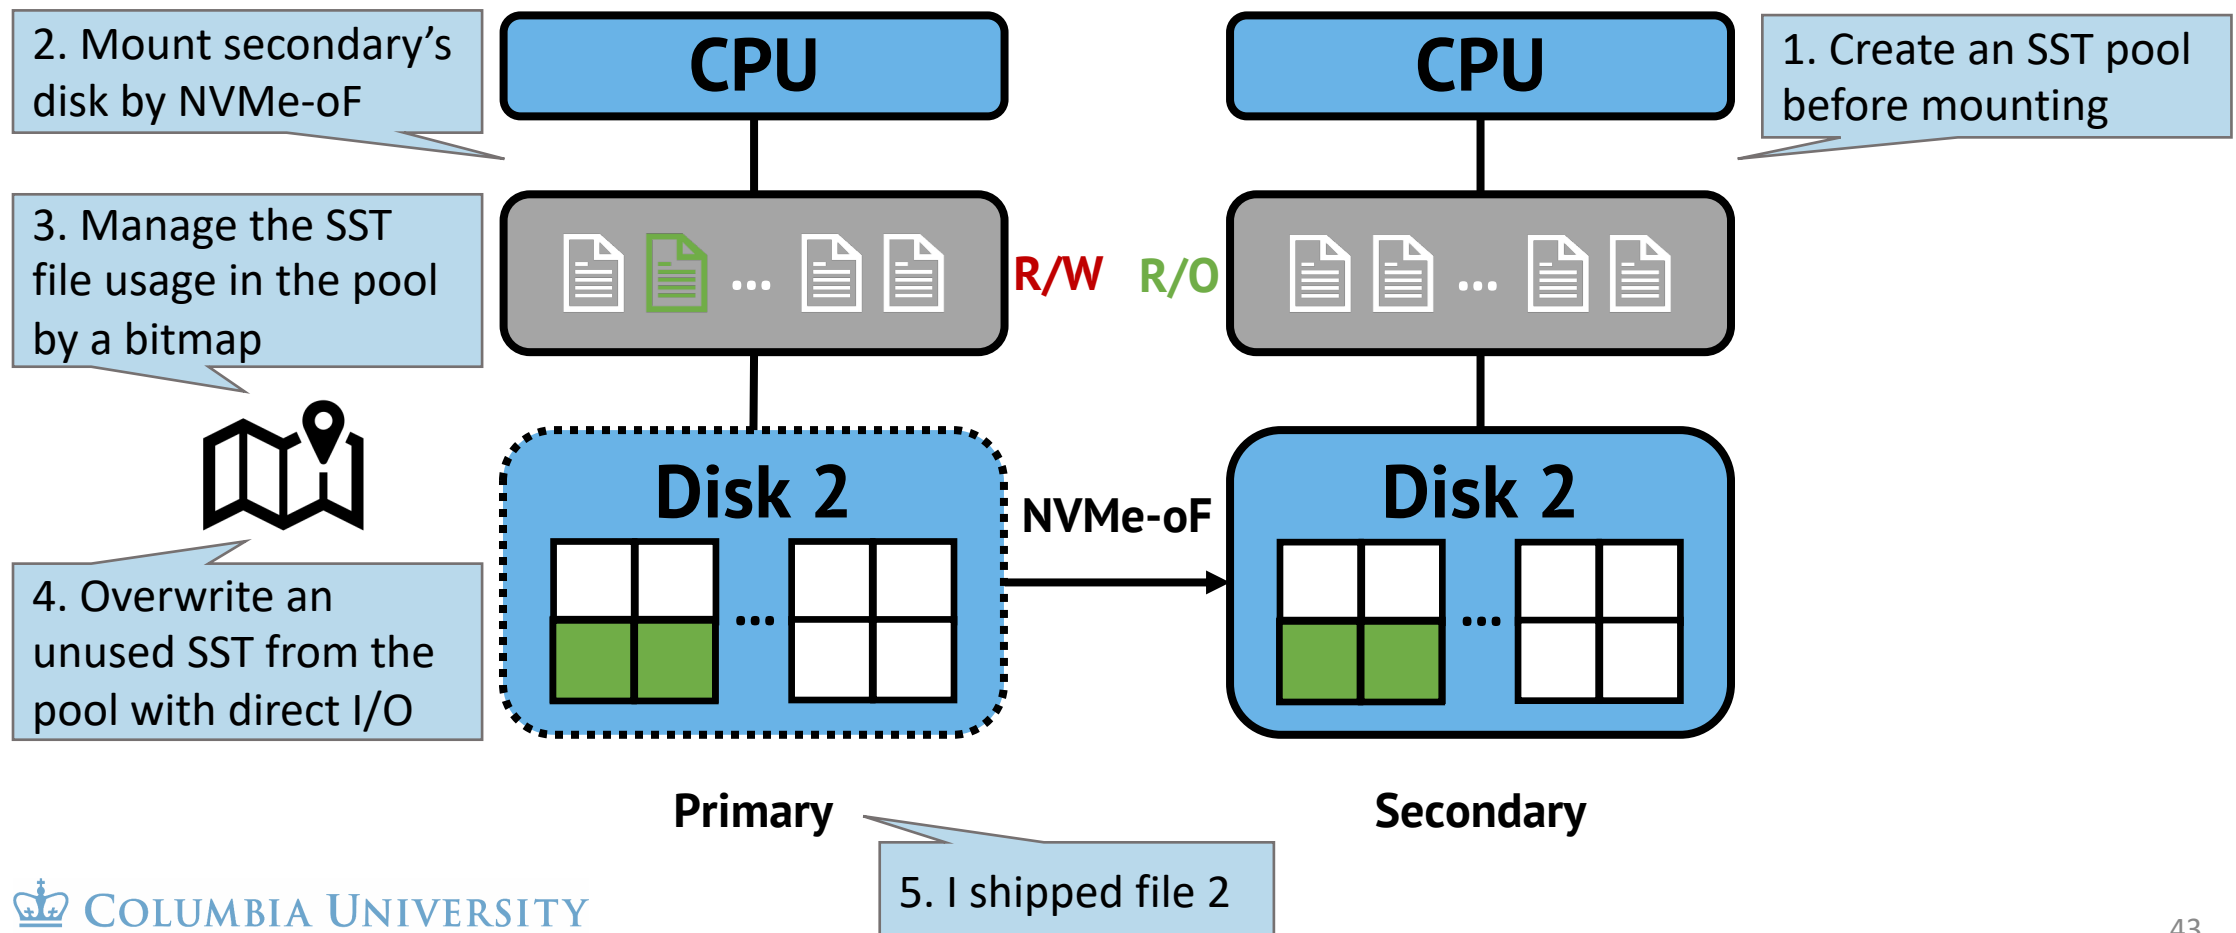 2. Mount secondary’s
disk by NVMe-oF
CPU
CPU
1. Create an SST pool
before mounting
3. Manage the SST
file usage in the pool
by a bitmap
...
R/W
R/O
...
4. Overwrite an
unused SST from the
pool with direct I/O
Disk 2
...
NVMe-oF
Disk 2
...
Primary
Secondary
5. I shipped file 2
COLUMBIA UNIVERSITY
43